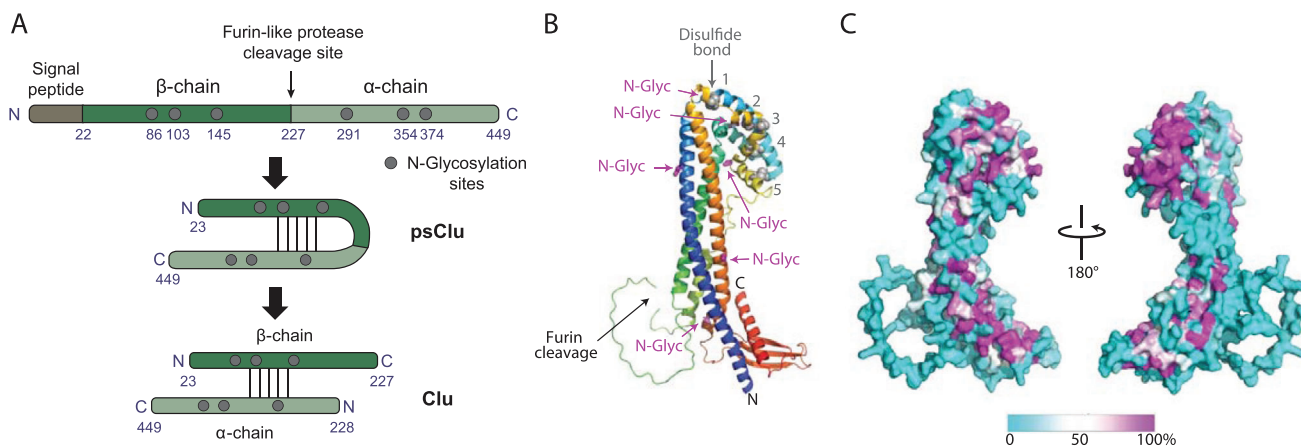 A
Furin-like protease
cleavage site
Signal
peptide
β-chain
α-chain
N
C
22
86 103
145
227
291
354 374
449
N-Glycosylation
sites
N
23
psClu
C
449
β-chain
N
C
23
227
Clu
C
N
449
228
α-chain
B
Disulfide
bond
N-Glyc
1
2
N-Glyc
3
4
N-Glyc
5
N-Glyc
N-Glyc
C
Furin
cleavage
N-Glyc
N
C
180°
0
50
100%